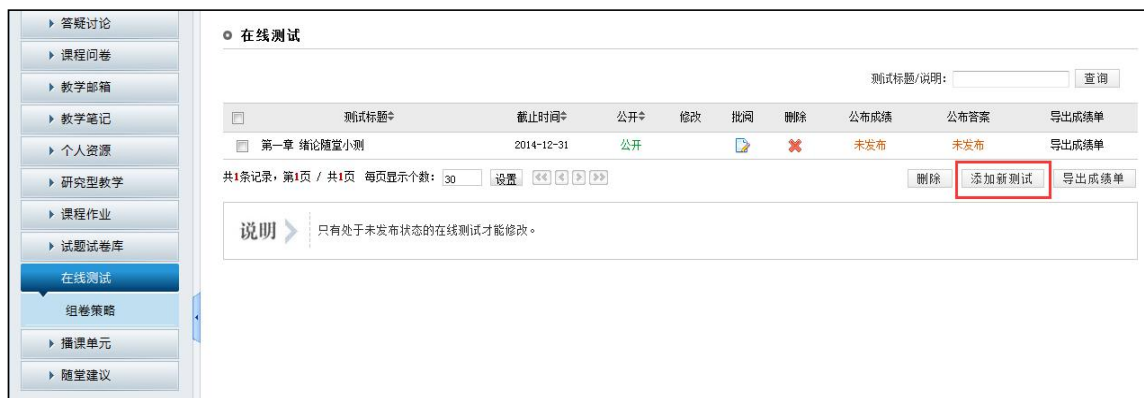 答疑讨论
课程问卷
教学邮箱
教学笔记
个人资源
研究型教学
课程作业
试题试卷库
在线测试
组卷策略
播课单元
随堂建议
在线测试
测试标题/说明: 查询
测试标题 截止时间 公开 修改 批阅 删除 公布成绩 公布答案 导出成绩单
第一章 绪论随堂小测 2014-12-31 公开 未发布 未发布 导出成绩单
共1条记录，第1页 / 共1页 每页显示个数: 30 设置 删除 添加新测试 导出成绩单
说明 只有处于未发布状态的在线测试才能修改。